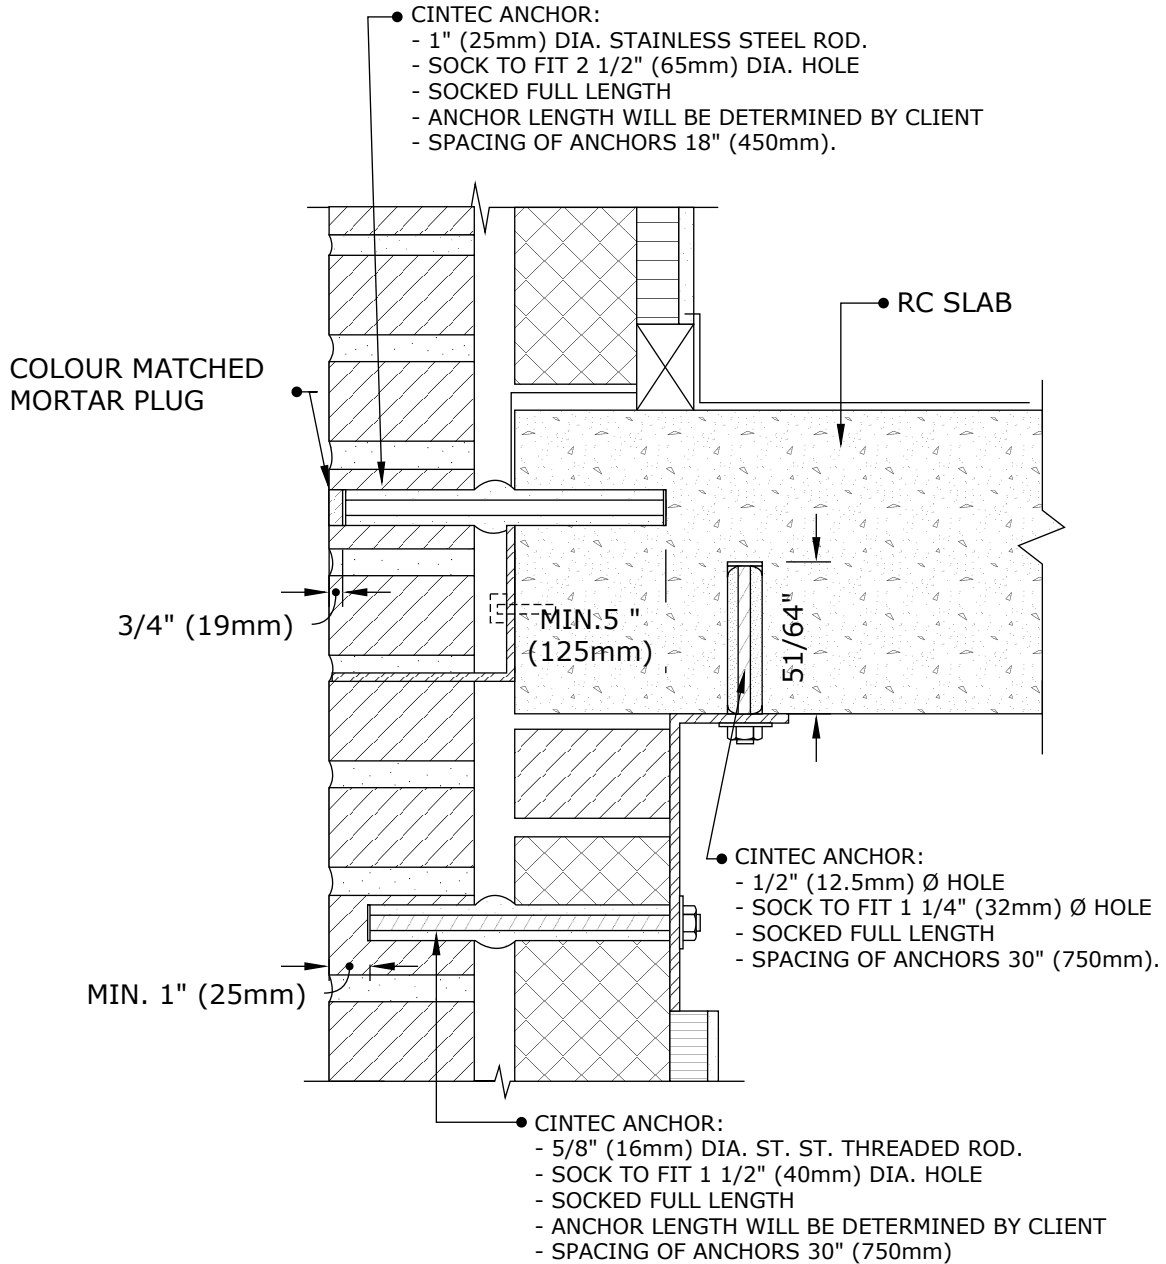 CINTEC ANCHOR:
- 1" (25mm) DIA. STAINLESS STEEL ROD.
- SOCK TO FIT 2 1/2" (65mm) DIA. HOLE
- SOCKED FULL LENGTH
- ANCHOR LENGTH WILL BE DETERMINED BY CLIENT
- SPACING OF ANCHORS 18" (450mm).
RC SLAB
COLOUR MATCHED
MORTAR PLUG
3/4" (19mm)
MIN.5 "
(125mm)
51/64"
CINTEC ANCHOR:
- 1/2" (12.5mm) Ø HOLE
- SOCK TO FIT 1 1/4" (32mm) Ø HOLE
- SOCKED FULL LENGTH
- SPACING OF ANCHORS 30" (750mm).
MIN. 1" (25mm)
CINTEC ANCHOR:
- 5/8" (16mm) DIA. ST. ST. THREADED ROD.
- SOCK TO FIT 1 1/2" (40mm) DIA. HOLE
- SOCKED FULL LENGTH
- ANCHOR LENGTH WILL BE DETERMINED BY CLIENT
- SPACING OF ANCHORS 30" (750mm)